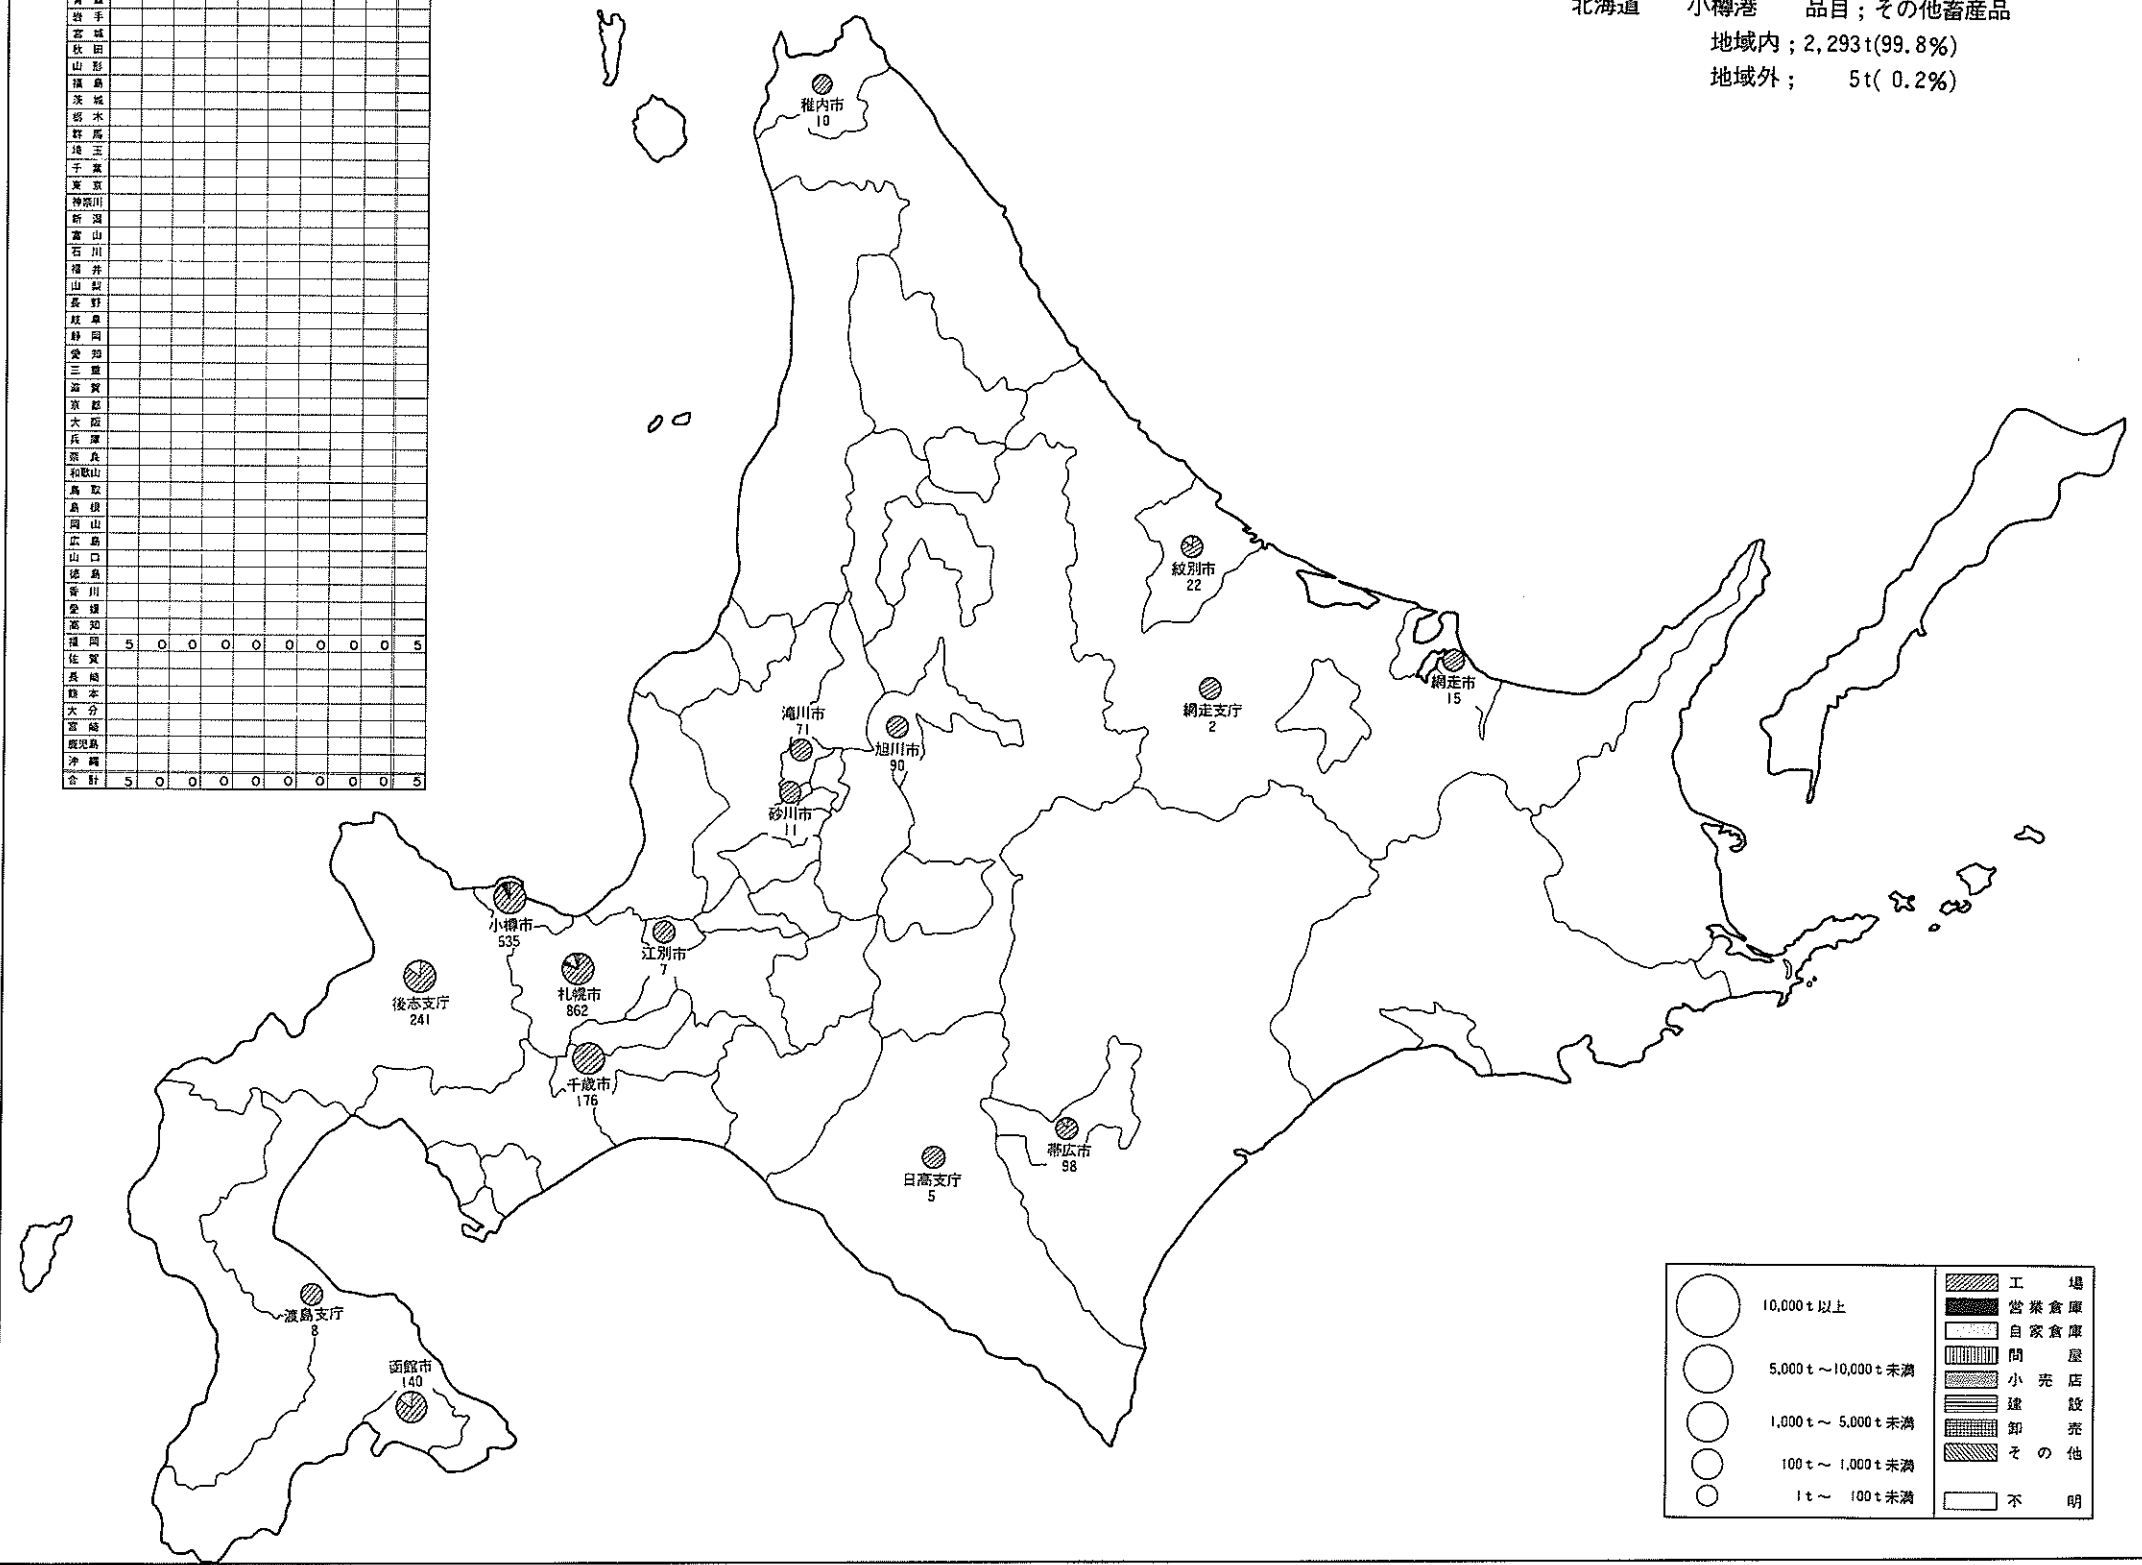 岩手
宮城
秋田
山形
福島
茨城
栃木
群馬
埼玉
千葉
東京
神奈川
新潟
富山
石川
福井
山梨
長野
岐阜
静岡
愛知
三重
滋賀
京都
大阪
兵庫
奈良
和歌山
鳥取
島根
岡山
広島
山口
徳島
香川
愛媛
高知
福岡 5 0 0 0 0 0 0 0 0 5
佐賀
長崎
熊本
大分
宮崎
鹿児島
沖縄
合計 5 0 0 0 0 0 0 0 0 5
北海道 小樽港 品目;その他畜産品
地域内;2,293t(99.8%)
地域外; 5t( 0.2%)
稚内市
10
紋別市
22
網走市
15
網走支庁
2
滝川市
71
旭川市
90
砂川市
11
小樽市
535
江別市
7
後志支庁
241
札幌市
862
千歳市
176
帯広市
98
日高支庁
5
渡島支庁
8
函館市
140
10,000t以上
5,000t～10,000t未満
1,000t～ 5,000t未満
100t～ 1,000t未満
1t～ 100t未満
工場
営業倉庫
自家倉庫
問屋
小売店
建設
卸売
その他
不明